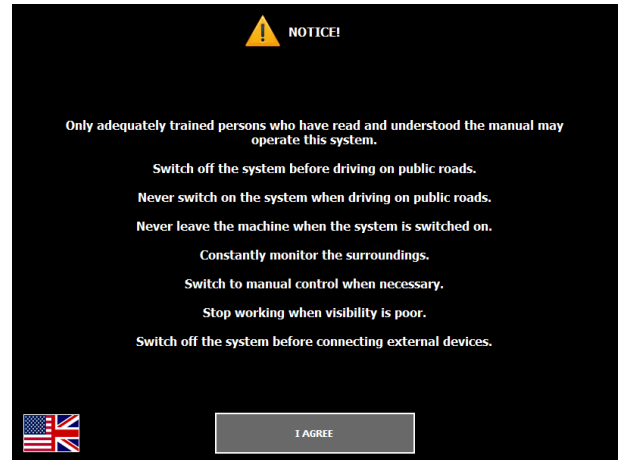 NOTICE!
Only adequately trained persons who have read and understood the manual may
operate this system.
Switch off the system before driving on public roads.
Never switch on the system when driving on public roads.
Never leave the machine when the system is switched on.
Constantly monitor the surroundings.
Switch to manual control when necessary.
Stop working when visibility is poor.
Switch off the system before connecting external devices.
I AGREE